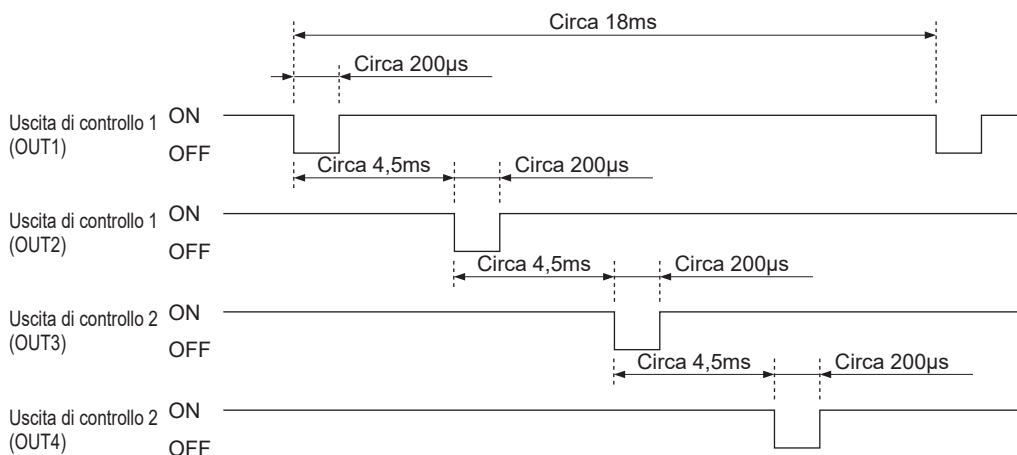 Circa 18ms
Circa 200µs
Uscita di controllo 1
(OUT1)
ON
OFF
Circa 4,5ms
Circa 200µs
Uscita di controllo 1
(OUT2)
ON
OFF
Circa 4,5ms
Circa 200µs
Uscita di controllo 2
(OUT3)
ON
OFF
Circa 4,5ms
Circa 200µs
Uscita di controllo 2
(OUT4)
ON
OFF